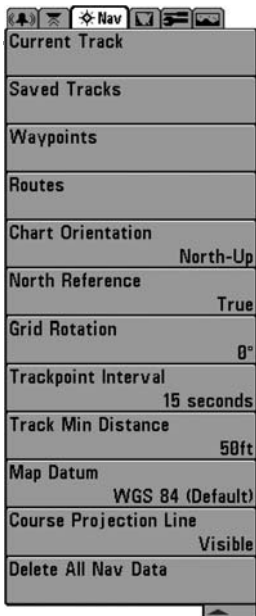 Nav
Current Track
Saved Tracks
Waypoints
Routes
Chart Orientation
North-Up
North Reference
True
Grid Rotation
0°
Trackpoint Interval
15 seconds
Track Min Distance
50ft
Map Datum
WGS 84 (Default)
Course Projection Line
Visible
Delete All Nav Data